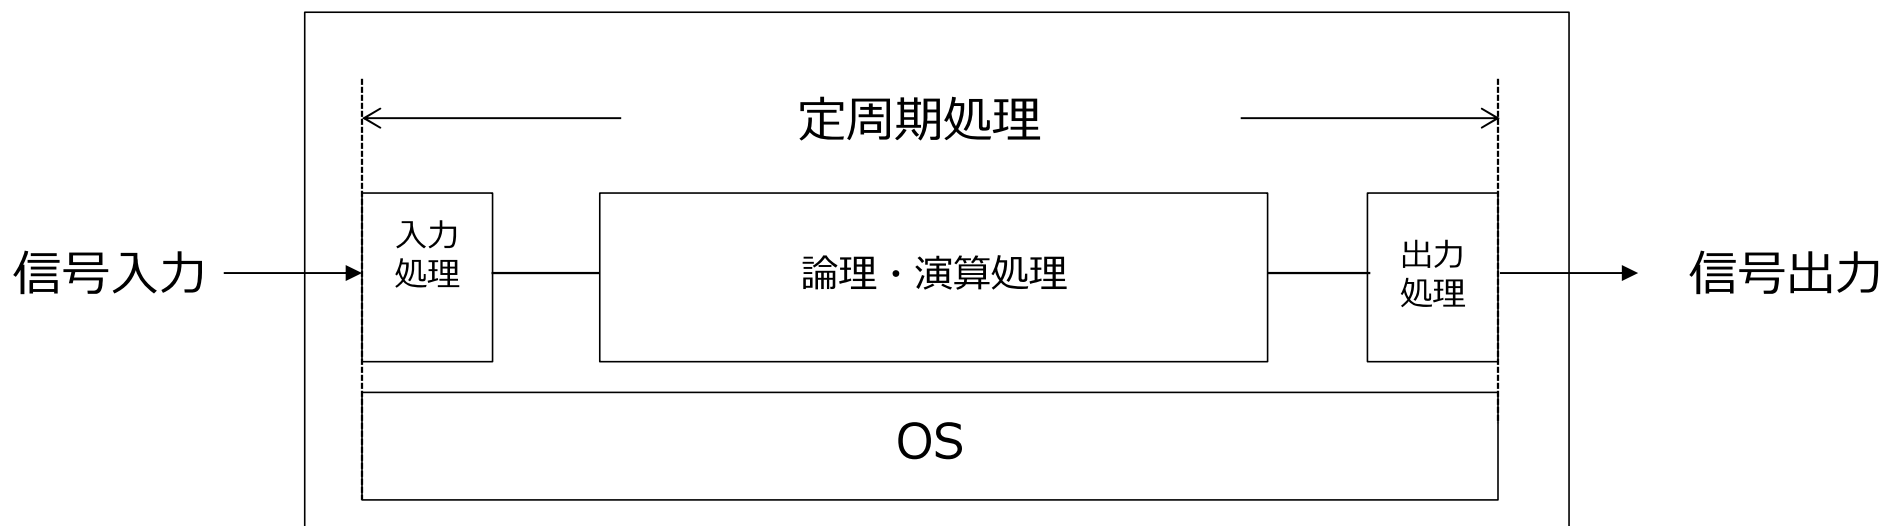 定周期処理
信号入力
入力
処理
論理・演算処理
出力
処理
信号出力
OS